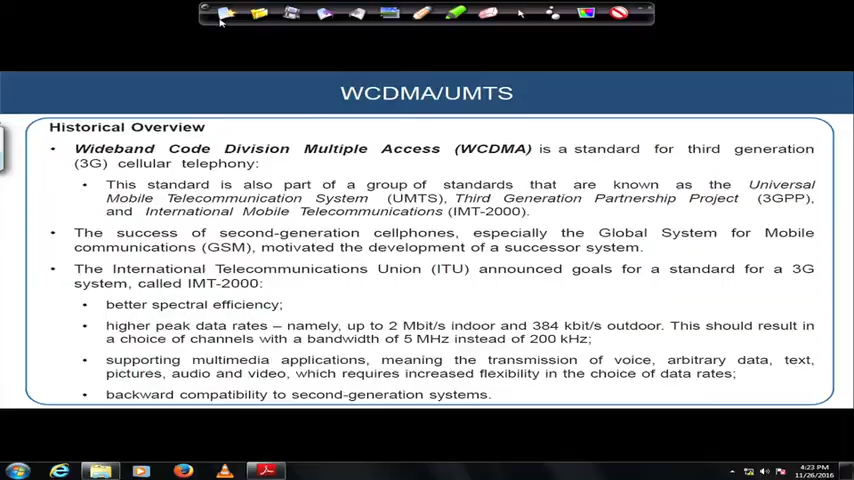 WCDMA/UMTS
Historical Overview
• Wideband Code Division Multiple Access (WCDMA) is a standard for third generation
(3G) cellular telephony:
• This standard is also part of a group of standards that are known as the Universal
Mobile Telecommunication System (UMTS), Third Generation Partnership Project (3GPP),
and International Mobile Telecommunications (IMT-2000).
• The success of second-generation cellphones, especially the Global System for Mobile
communications (GSM), motivated the development of a successor system.
• The International Telecommunications Union (ITU) announced goals for a standard for a 3G
system, called IMT-2000:
• better spectral efficiency;
• higher peak data rates – namely, up to 2 Mbit/s indoor and 384 kbit/s outdoor. This should result in
a choice of channels with a bandwidth of 5 MHz instead of 200 kHz;
• supporting multimedia applications, meaning the transmission of voice, arbitrary data, text,
pictures, audio and video, which requires increased flexibility in the choice of data rates;
• backward compatibility to second-generation systems.
4:23 PM
11/26/2016